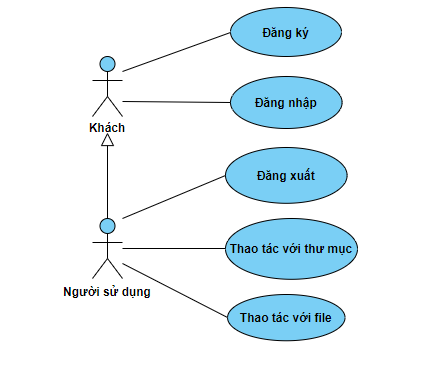 Đăng ký
Đăng nhập
Khách
Đăng xuất
Thao tác với thư mục
Người sử dụng
Thao tác với file